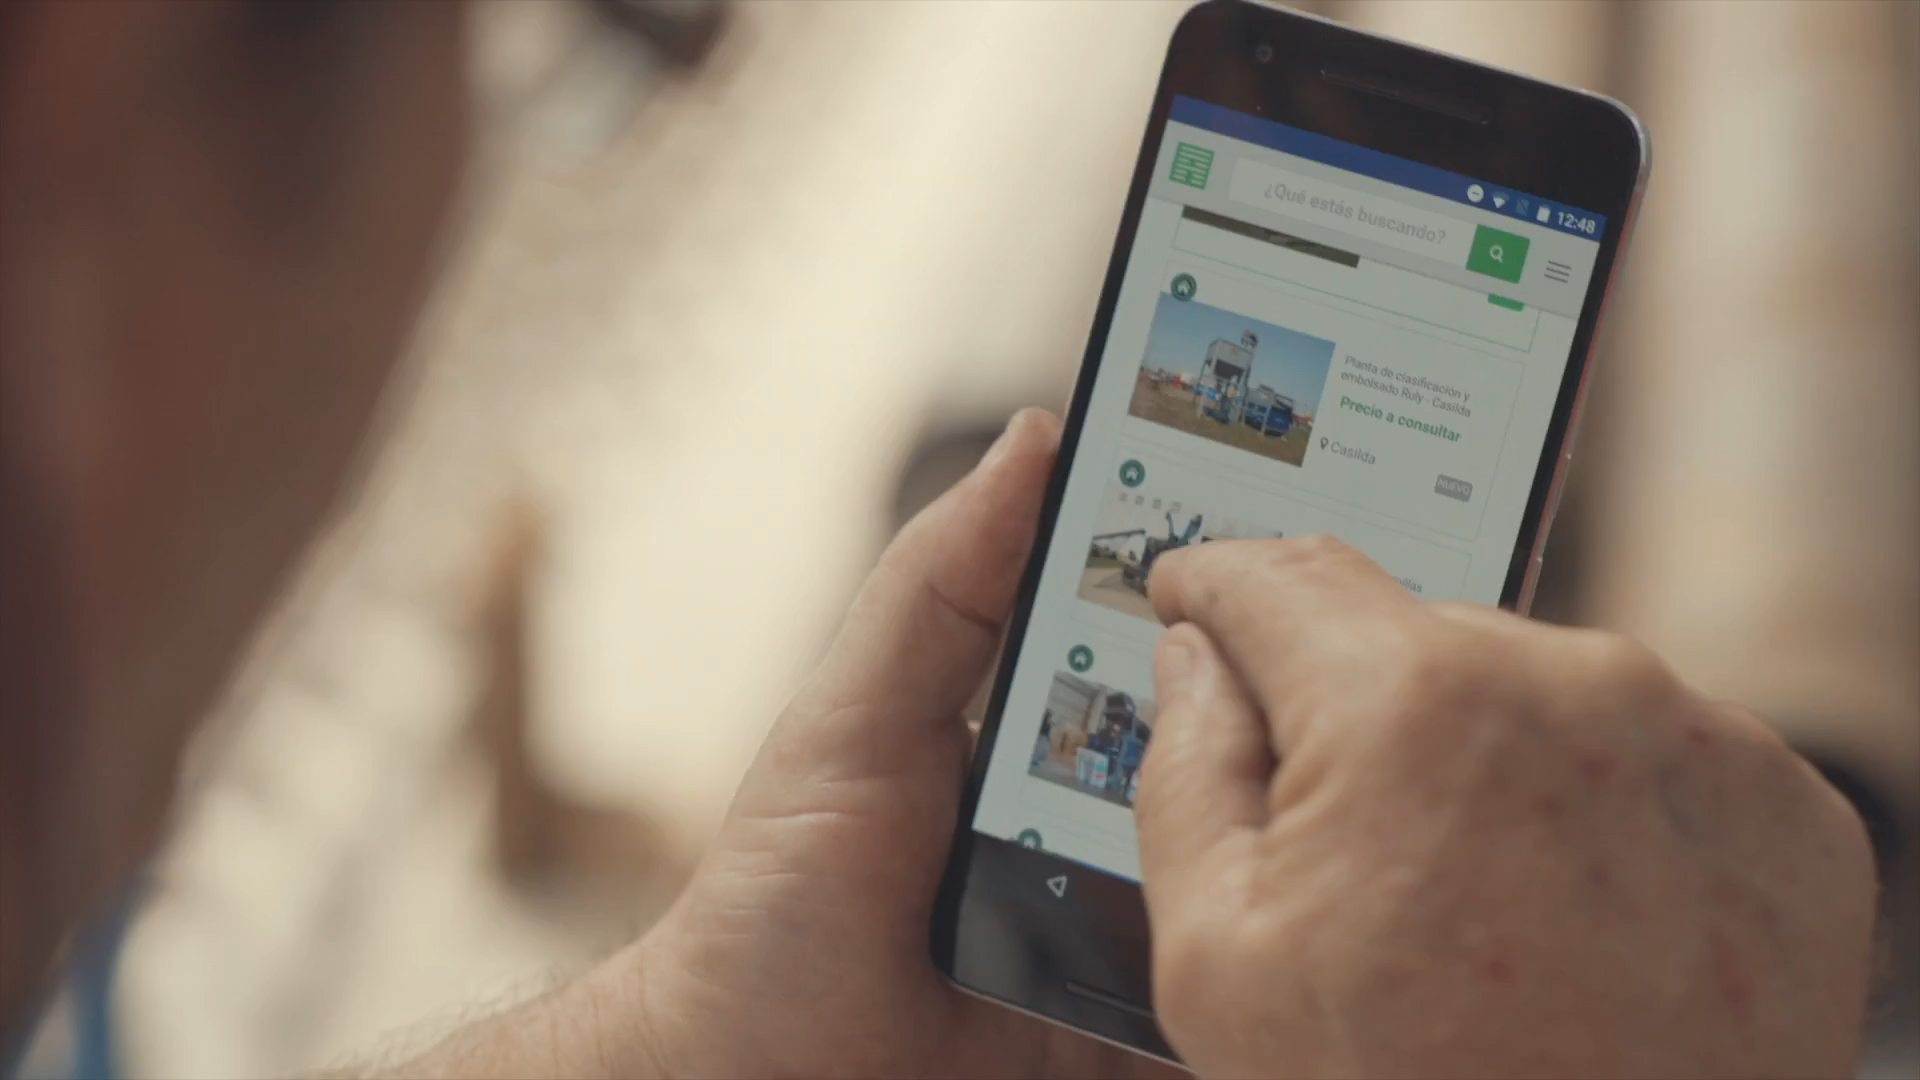 12:48
¿Qué estás buscando?
Planta de clasificación y
embolsado Ruly - Casilda
Precio a consultar
Casilda
NUEVO